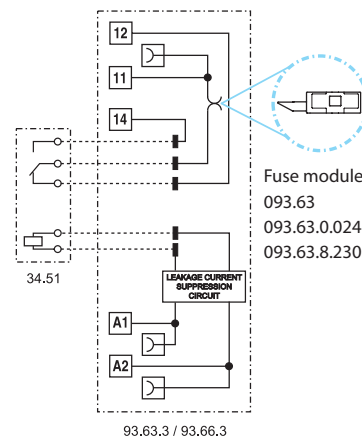 12
11
14
Fuse module
093.63
093.63.0.024
093.63.8.230
34.51
LEAKAGE CURRENT
SUPPRESSION
CIRCUIT
A1
A2
93.63.3 / 93.66.3